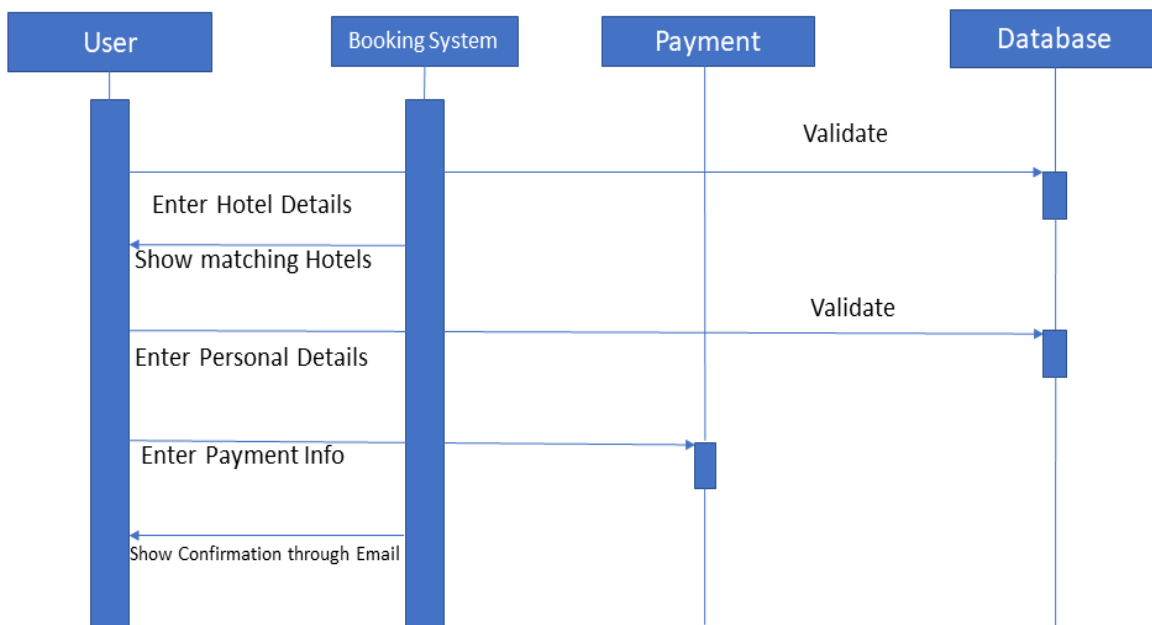 User
Booking System
Payment
Database
Validate
Enter Hotel Details
Show matching Hotels
Validate
Enter Personal Details
Enter Payment Info
Show Confirmation through Email